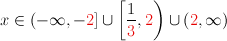 x ∈ (−∞, −2] ∪ [1/3, 2) ∪ (2, ∞)